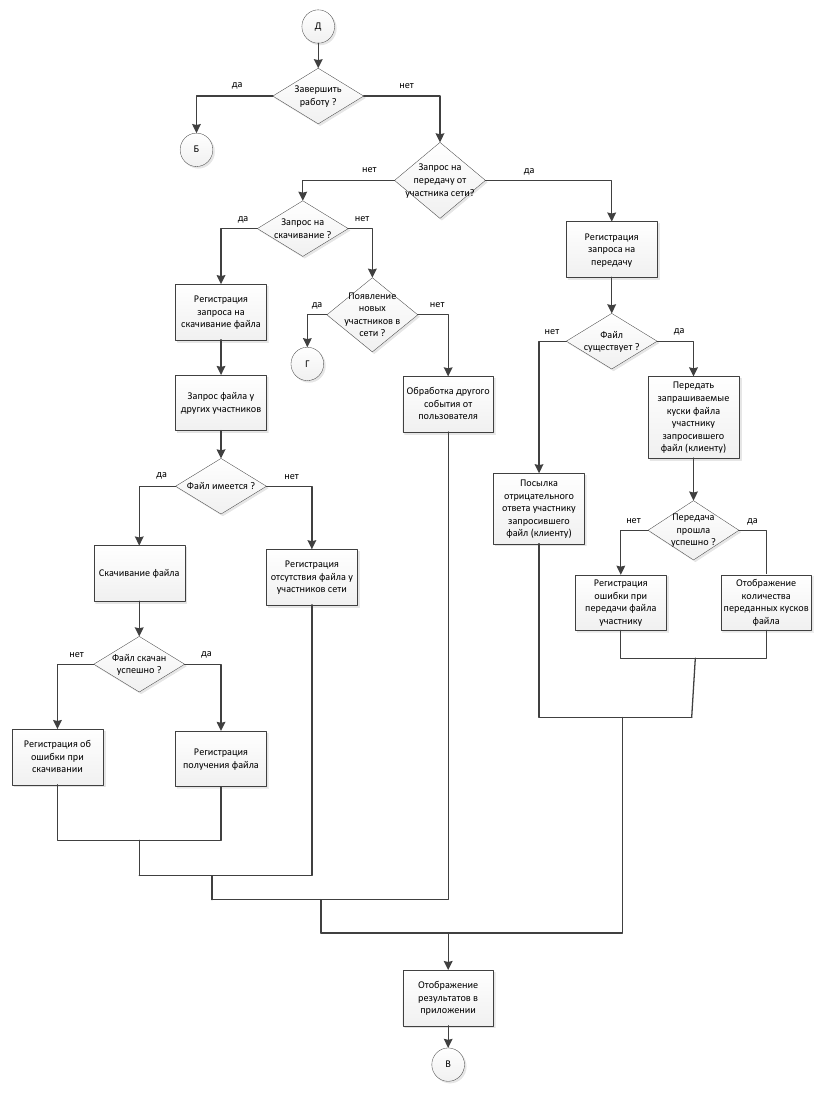 Д
Завершить
работу ?
да
нет
Б
Запрос на
передачу от
участника сети?
нет
да
Запрос на
скачивание ?
да
нет
Регистрация
запроса на
передачу
Регистрация
запроса на
скачивание файла
Появление
новых
участников в
сети ?
да
нет
Г
Файл
существует ?
нет
да
Запрос файла у
других участников
Обработка другого
события от
пользователя
Передать
запрашиваемые
куски файла
участнику
запросившего
файл (клиенту)
Файл имеется ?
да
нет
Посылка
отрицательного
ответа участнику
запросившего
файл (клиенту)
Передача
прошла
успешно ?
нет
да
Скачивание файла
Регистрация
отсутствия файла у
участников сети
Регистрация
ошибки при
передачи файла
участнику
Отображение
количества
переданных кусков
файла
Файл скачан
успешно ?
нет
да
Регистрация об
ошибки при
скачивании
Регистрация
получения файла
Отображение
результатов в
приложении
В